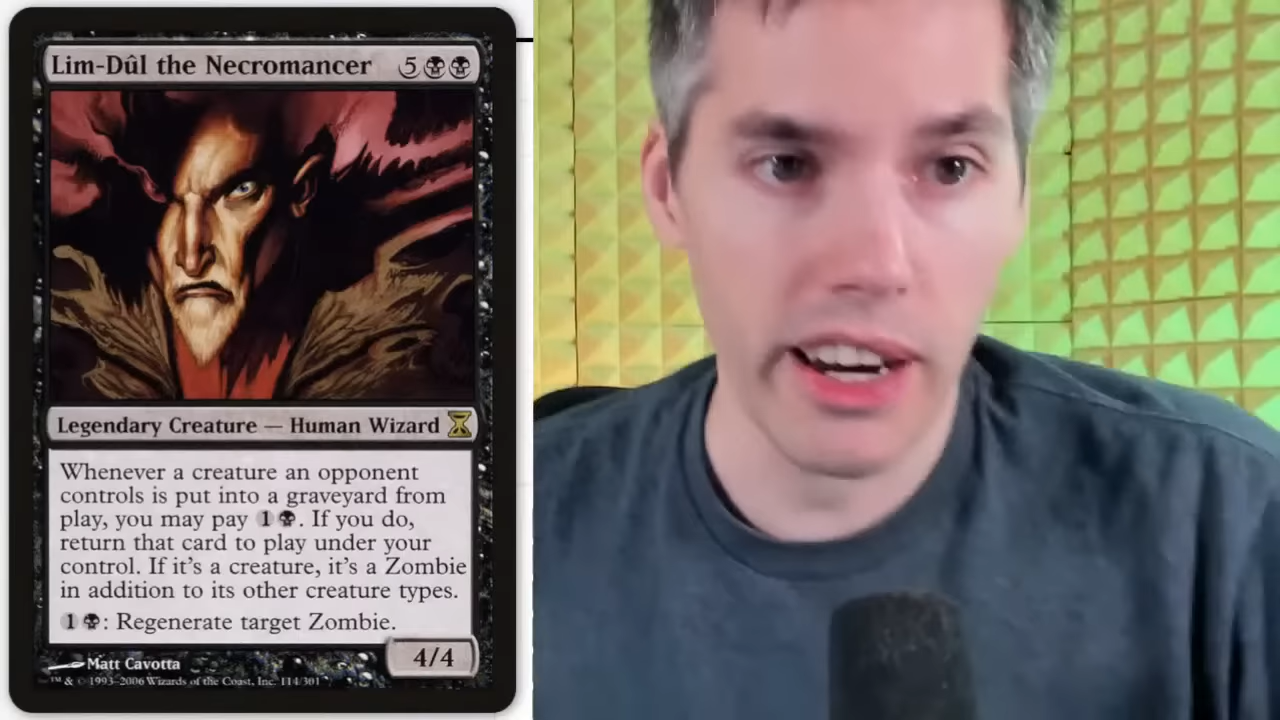 Lim-Dûl the Necromancer 5
Legendary Creature — Human Wizard
Whenever a creature an opponent
controls is put into a graveyard from
play, you may pay 1. If you do,
return that card to play under your
control. If it's a creature, it's a Zombie
in addition to its other creature types.
1: Regenerate target Zombie.
4/4
Matt Cavotta
™ & © 1993–2006 Wizards of the Coast, Inc. 114/301